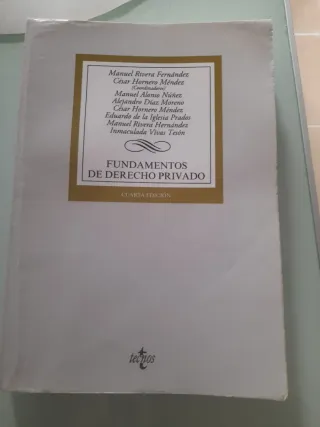 Manuel Rivera Fernández
César Hornero Méndez
(Coordinadores)
Manuel Alonso Núñez
Alejandro Díaz Moreno
César Hornero Méndez
Eduardo de la Iglesia Prados
Manuel Rivera Hernández
Inmaculada Vivas Tesón
FUNDAMENTOS
DE DERECHO PRIVADO
CUARTA EDICIÓN
tecnos